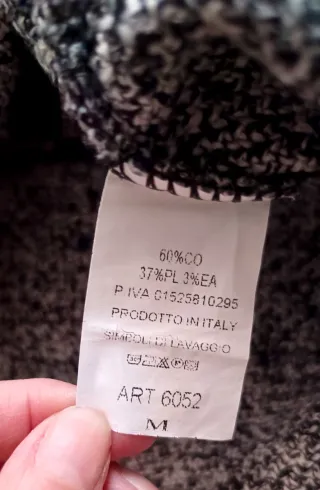 60%CO
37%PL 3%EA
P.IVA 01525810295
PRODOTTO IN ITALY
SIMBOLI DI LAVAGGIO
ART 6052
M